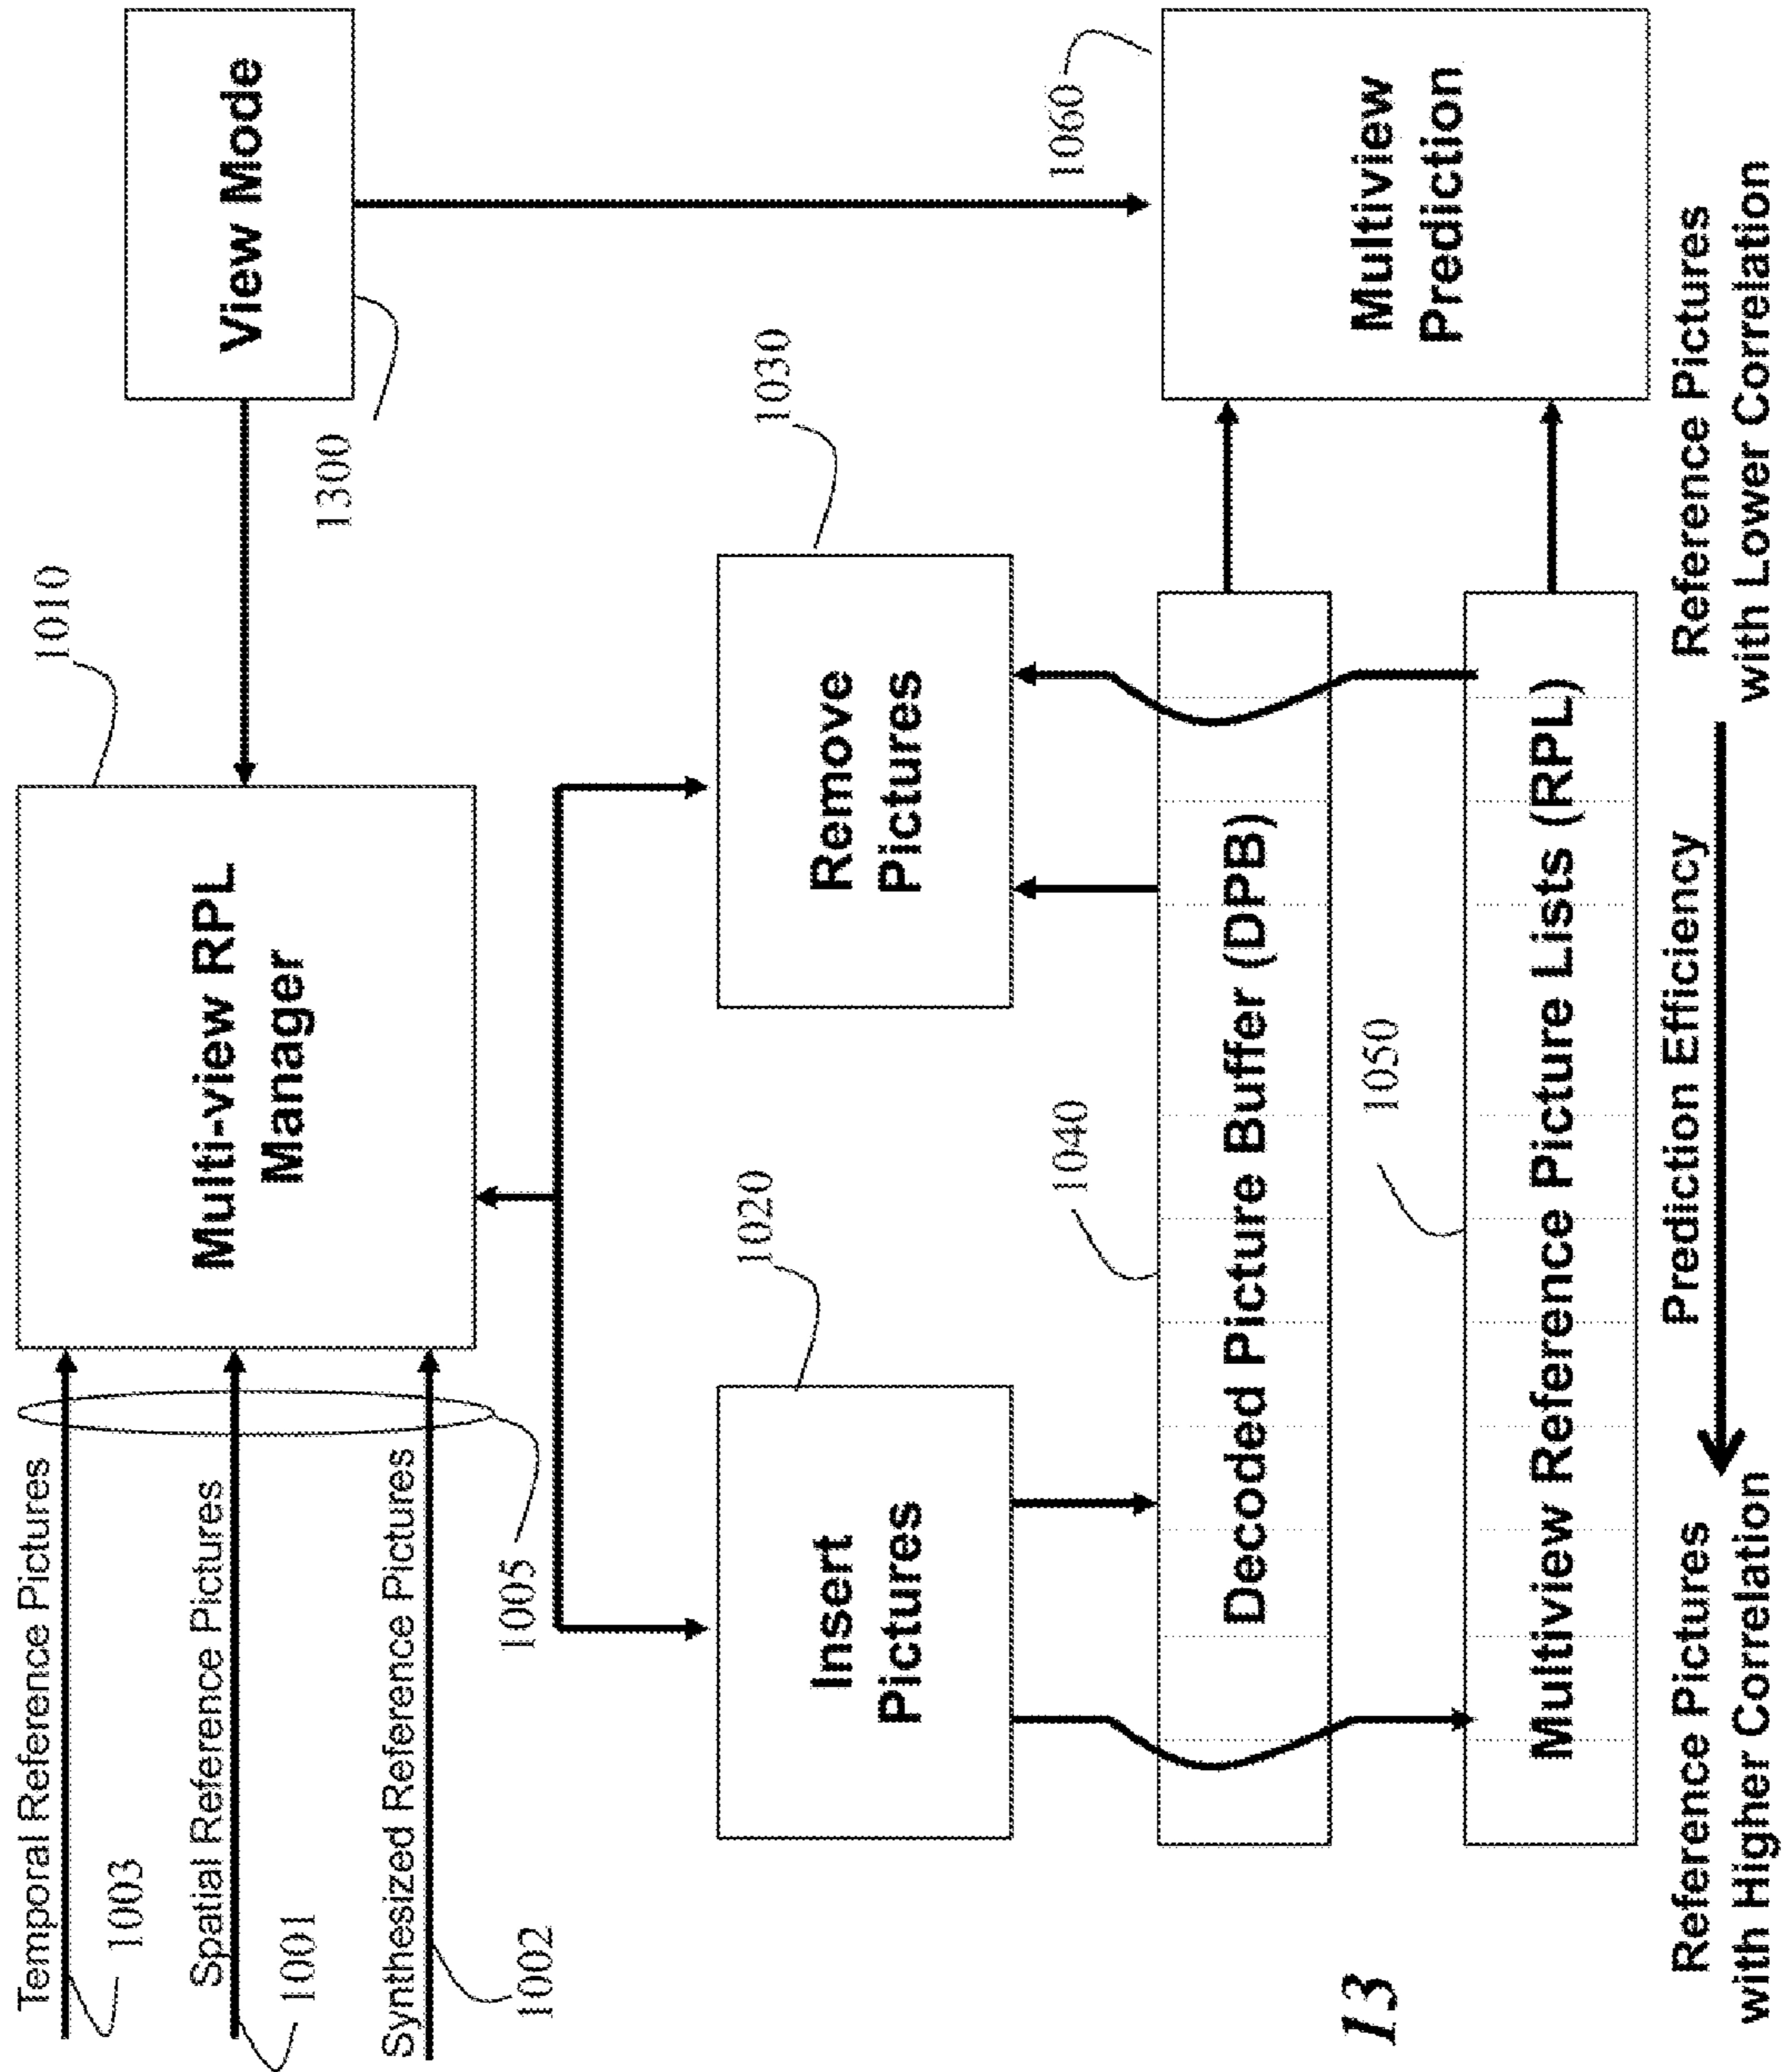 Temporal Reference Pictures
1003
Spatial Reference Pictures
1001
Synthesized Reference Pictures
1002
1005
Multi-view RPL
Manager
1010
View Mode
1300
Insert
Pictures
1020
Remove
Pictures
1030
Decoded Picture Buffer (DPB)
1040
Multiview Reference Picture Lists (RPL)
1050
Multiview
Prediction
1060
Prediction Efficiency
Reference Pictures
with Higher Correlation
Reference Pictures
with Lower Correlation
13